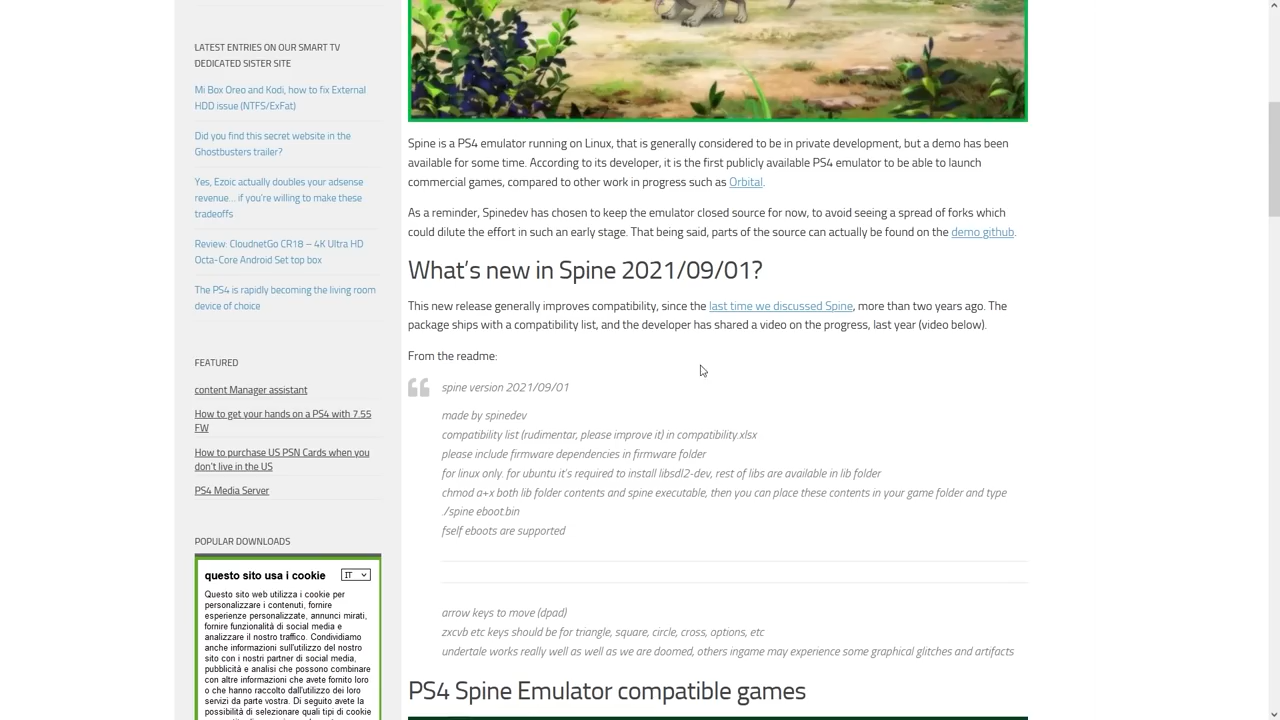 LATEST ENTRIES ON OUR SMART TV
DEDICATED SISTER SITE
Mi Box Oreo and Kodi, how to fix External
HDD issue (NTFS/ExFat)
Did you find this secret website in the
Ghostbusters trailer?
Yes, Ezoic actually doubles your adsense
revenue… if you're willing to make these
tradeoffs
Review: CloudnetGo CR18 – 4K Ultra HD
Octa-Core Android Set top box
The PS4 is rapidly becoming the living room
device of choice
FEATURED
content Manager assistant
How to get your hands on a PS4 with 7.55
FW
How to purchase US PSN Cards when you
don't live in the US
PS4 Media Server
POPULAR DOWNLOADS
questo sito usa i cookie
IT
Questo sito web utilizza i cookie per
personalizzare i contenuti, fornire
esperienze personalizzate, annunci mirati,
fornire funzionalità di social media e
analizzare il nostro traffico. Condividiamo
anche informazioni sull'utilizzo del nostro
sito con i nostri partner di social media,
pubblicità e analisi che possono combinare
con altre informazioni che avete fornito loro
o che hanno raccolto dall'utilizzo dei loro
servizi da parte vostra. Di seguito avete la
possibilità di selezionare quali tipi di cookie
Spine is a PS4 emulator running on Linux, that is generally considered to be in private development, but a demo has been
available for some time. According to its developer, it is the first publicly available PS4 emulator to be able to launch
commercial games, compared to other work in progress such as Orbital.
As a reminder, Spinedev has chosen to keep the emulator closed source for now, to avoid seeing a spread of forks which
could dilute the effort in such an early stage. That being said, parts of the source can actually be found on the demo github.
What's new in Spine 2021/09/01?
This new release generally improves compatibility, since the last time we discussed Spine, more than two years ago. The
package ships with a compatibility list, and the developer has shared a video on the progress, last year (video below).
From the readme:
spine version 2021/09/01
made by spinedev
compatibility list (rudimentar, please improve it) in compatibility.xlsx
please include firmware dependencies in firmware folder
for linux only. for ubuntu it's required to install libsdl2-dev, rest of libs are available in lib folder
chmod a+x both lib folder contents and spine executable, then you can place these contents in your game folder and type
./spine eboot.bin
fself eboots are supported
arrow keys to move (dpad)
zxcvb etc keys should be for triangle, square, circle, cross, options, etc
undertale works really well as well as we are doomed, others ingame may experience some graphical glitches and artifacts
PS4 Spine Emulator compatible games